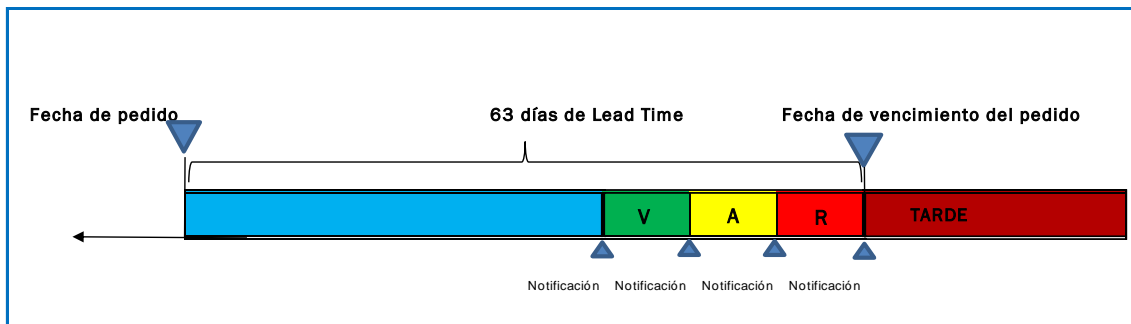 Fecha de pedido
63 días de Lead Time
Fecha de vencimiento del pedido
V
A
R
TARDE
Notificación
Notificación
Notificación
Notificación